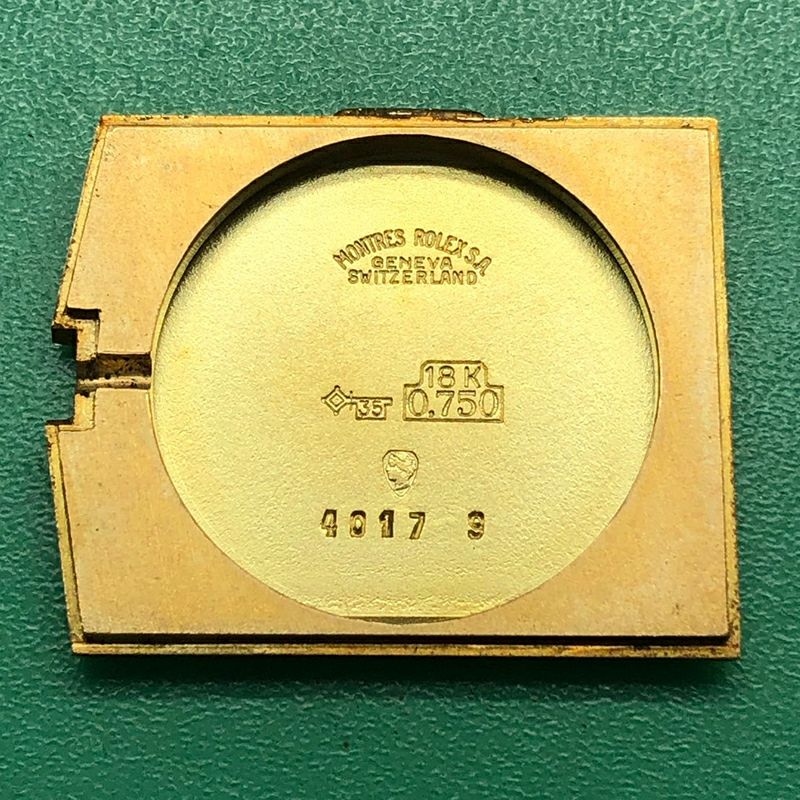 MONTRES ROLEX S.A
GENEVA
SWITZERLAND
18 K
35 0,750
4017 9